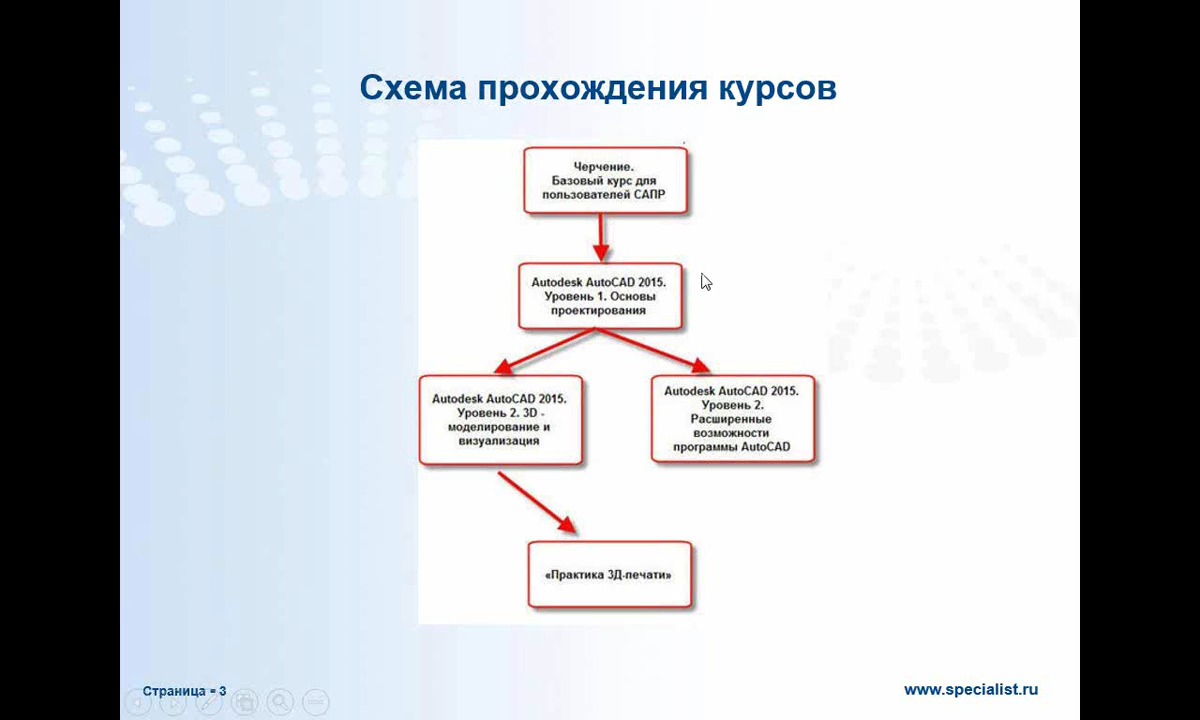 Схема прохождения курсов
Черчение.
Базовый курс для
пользователей САПР
Autodesk AutoCAD 2015.
Уровень 1. Основы
проектирования
Autodesk AutoCAD 2015.
Уровень 2. 3D -
моделирование и
визуализация
Autodesk AutoCAD 2015.
Уровень 2.
Расширенные
возможности
программы AutoCAD
«Практика 3Д-печати»
Страница ▪ 3
www.specialist.ru